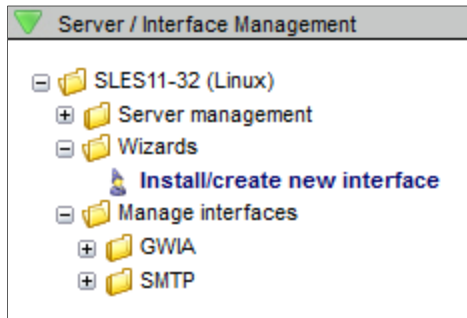 Server / Interface Management
SLES11-32 (Linux)
Server management
Wizards
Install/create new interface
Manage interfaces
GWIA
SMTP